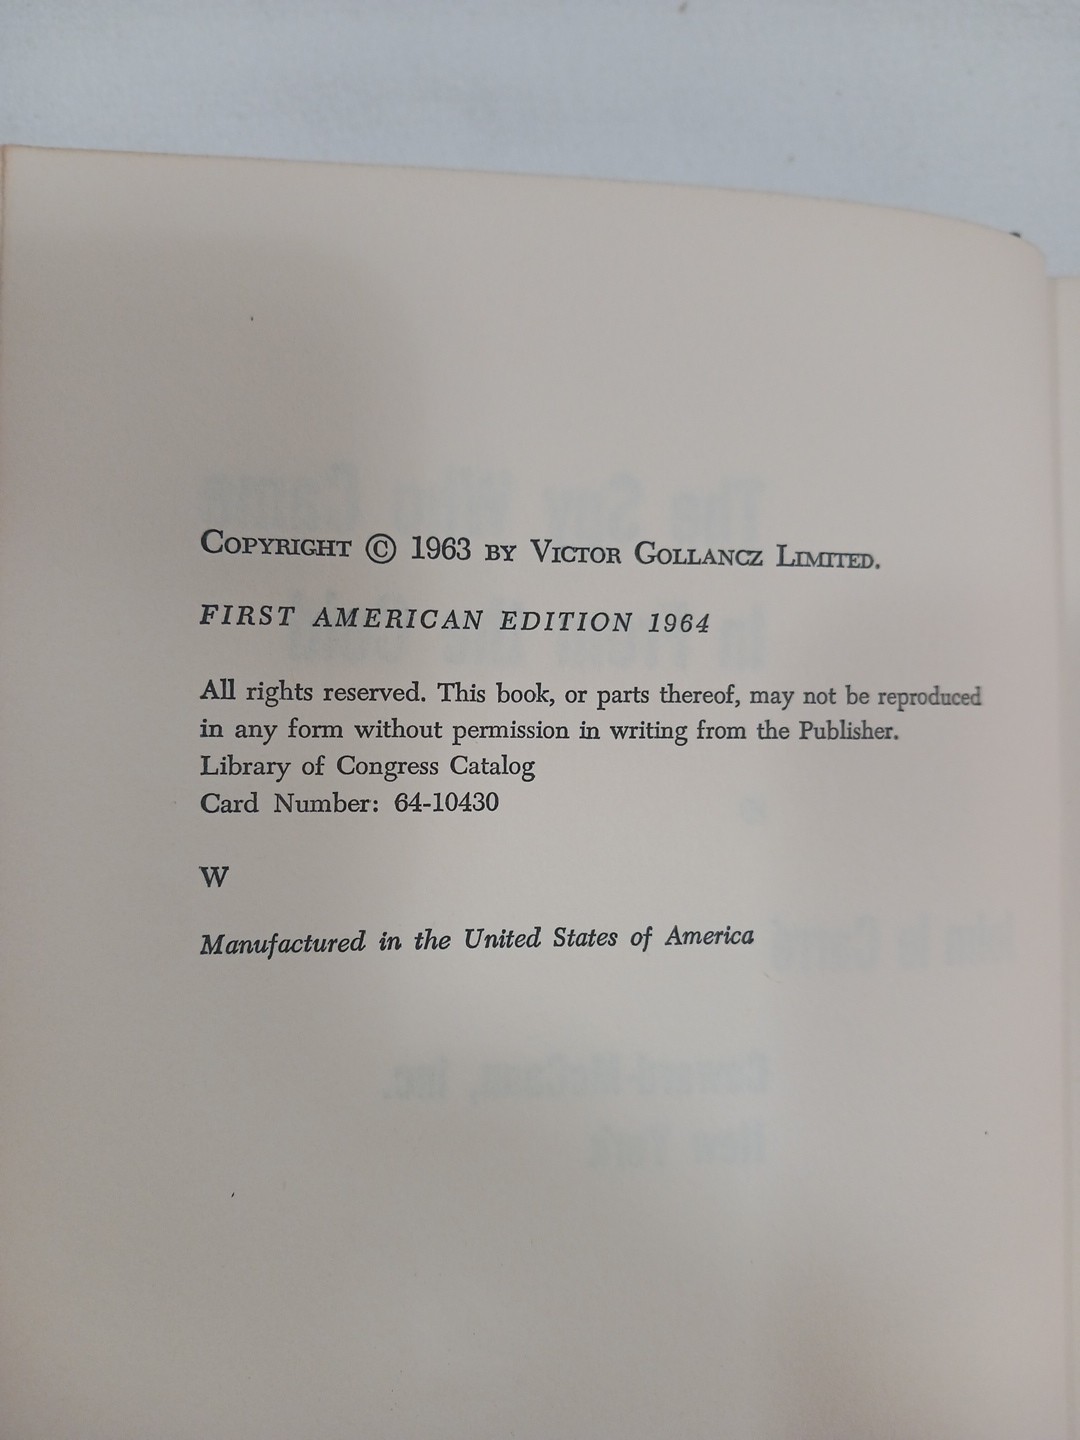 COPYRIGHT © 1963 BY VICTOR GOLLANCZ LIMITED.
FIRST AMERICAN EDITION 1964
All rights reserved. This book, or parts thereof, may not be reproduced
in any form without permission in writing from the Publisher.
Library of Congress Catalog
Card Number: 64-10430
W
Manufactured in the United States of America